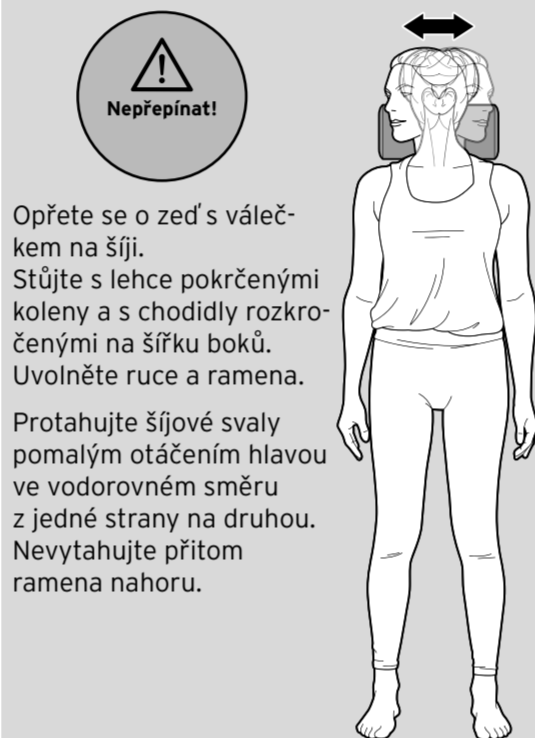 Nepřepínat!
Opřete se o zeď s váleč-
kem na šíji.
Stůjte s lehce pokrčenými
koleny a s chodidly rozkro-
čenými na šířku boků.
Uvolněte ruce a ramena.
Protahujte šíjové svaly
pomalým otáčením hlavou
ve vodorovném směru
z jedné strany na druhou.
Nevytahujte přitom
ramena nahoru.